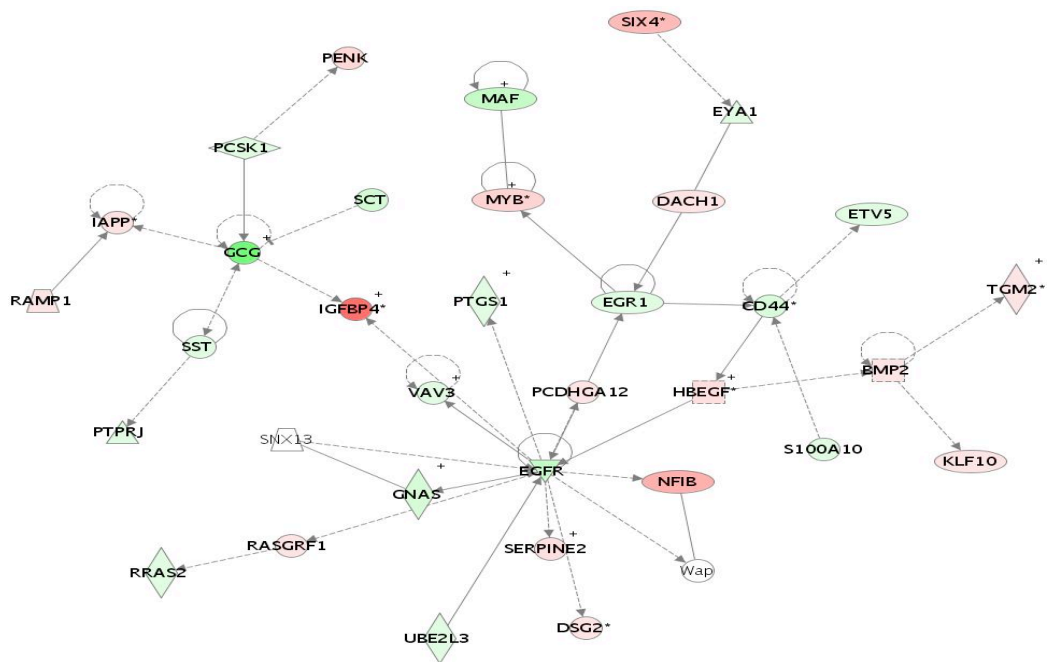 SIX4*
PENK
MAF
+
EYA1
PCSK1
MYB*
+
DACH1
SCT
IAPP*
GCG
+
ETV5
RAMP1
IGFBP4*
+
PTGS1
+
EGR1
CD44*
TGM2*
+
SST
VAV3
+
PCDHGA12
HBEGF*
+
BMP2
PTPRJ
SNX13
EGFR
S100A10
KLF10
GNAS
+
NFIB
RASGRF1
SERPINE2
+
Wap
RRAS2
UBE2L3
DSG2*